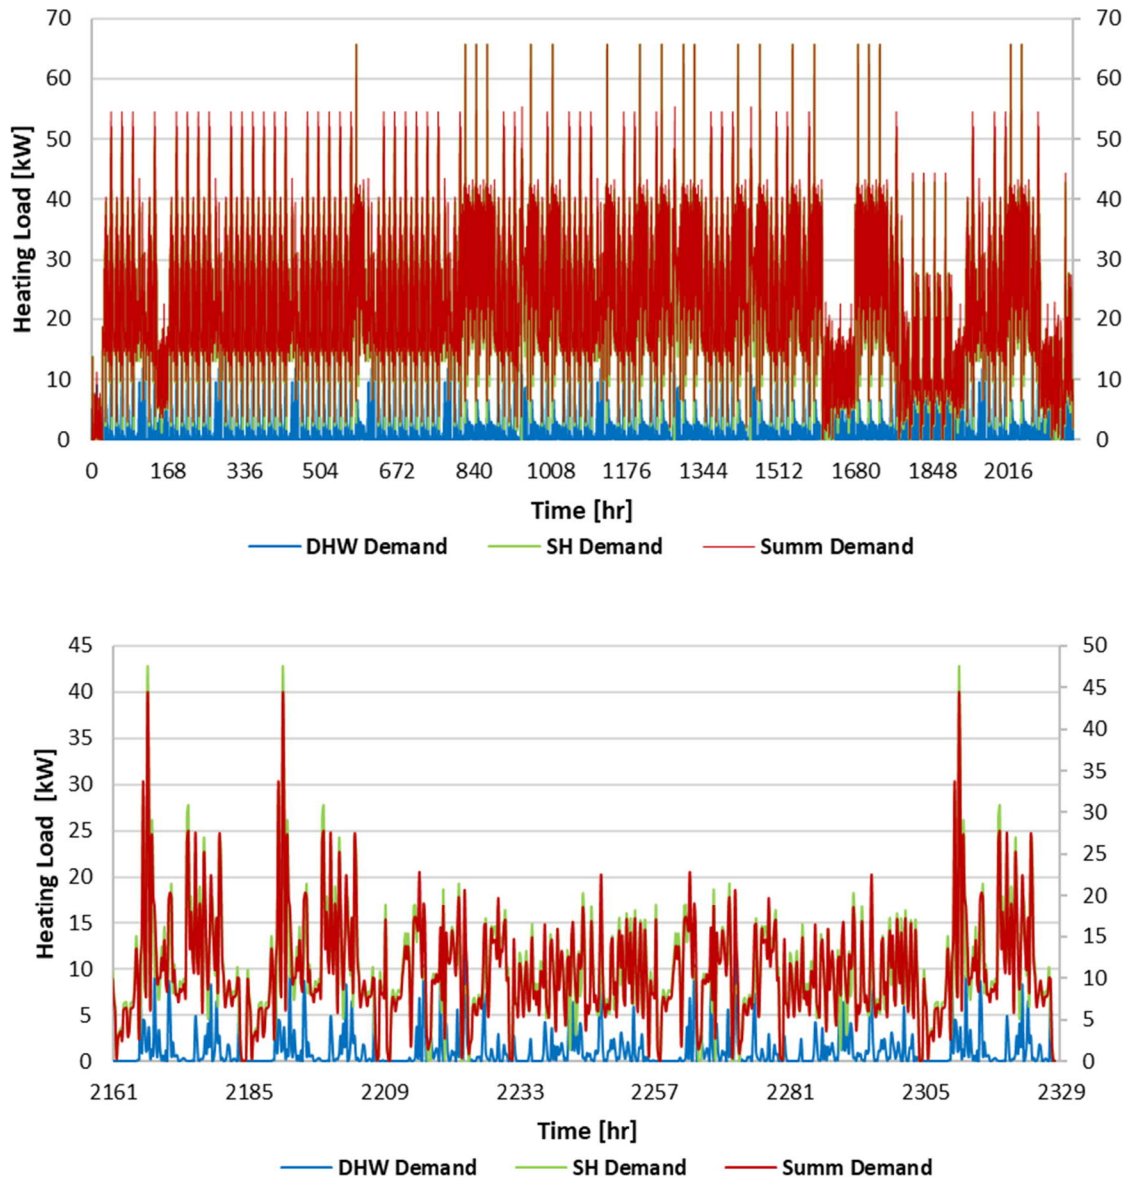 70 70
60 60
50 50
40 40
30 30
20 20
10 10
0 0
Heating Load [kW]
0 168 336 504 672 840 1008 1176 1344 1512 1680 1848 2016
Time [hr]
DHW Demand SH Demand Summ Demand
45 50
40 45
35 40
30 35
25 30
20 25
15 20
10 15
5 10
0 5
0
Heating Load [kW]
2161 2185 2209 2233 2257 2281 2305 2329
Time [hr]
DHW Demand SH Demand Summ Demand